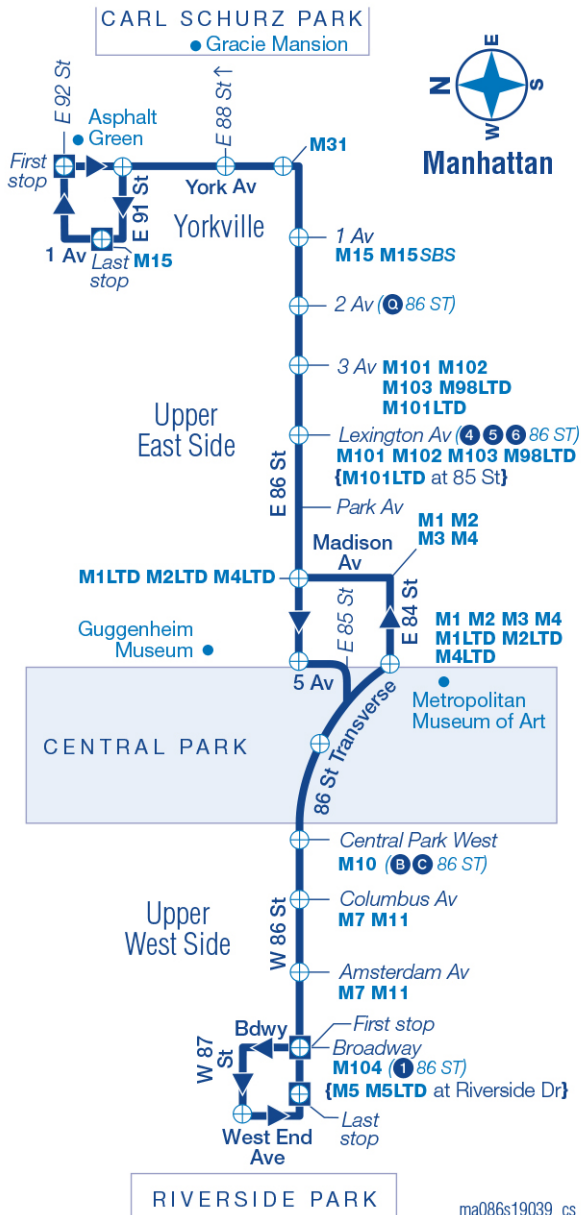 CARL SCHURZ PARK
Gracie Mansion
E
N
S
W
Manhattan
E 92 St
Asphalt
Green
E 88 St ↑
M31
First
stop
York Av
E 91 St
Yorkville
1 Av
Last
stop
M15
1 Av
M15 M15SBS
2 Av (Q 86 ST)
3 Av M101 M102
M103 M98LTD
M101LTD
Upper
East Side
Lexington Av (4 5 6 86 ST)
M101 M102 M103 M98LTD
{M101LTD at 85 St}
E 86 St
Park Av
M1 M2
M3 M4
Madison
Av
M1LTD M2LTD M4LTD
E 85 St
E 84 St
M1 M2 M3 M4
M1LTD M2LTD
M4LTD
Guggenheim
Museum
5 Av
Metropolitan
Museum of Art
CENTRAL PARK
86 St Transverse
Central Park West
M10 (B C 86 ST)
W 86 St
Columbus Av
M7 M11
Upper
West Side
Amsterdam Av
M7 M11
First stop
Bdwy
Broadway
M104 (1 86 ST)
{M5 M5LTD at Riverside Dr}
W 87
St
Last
stop
West End
Ave
RIVERSIDE PARK
ma086s19039_cs